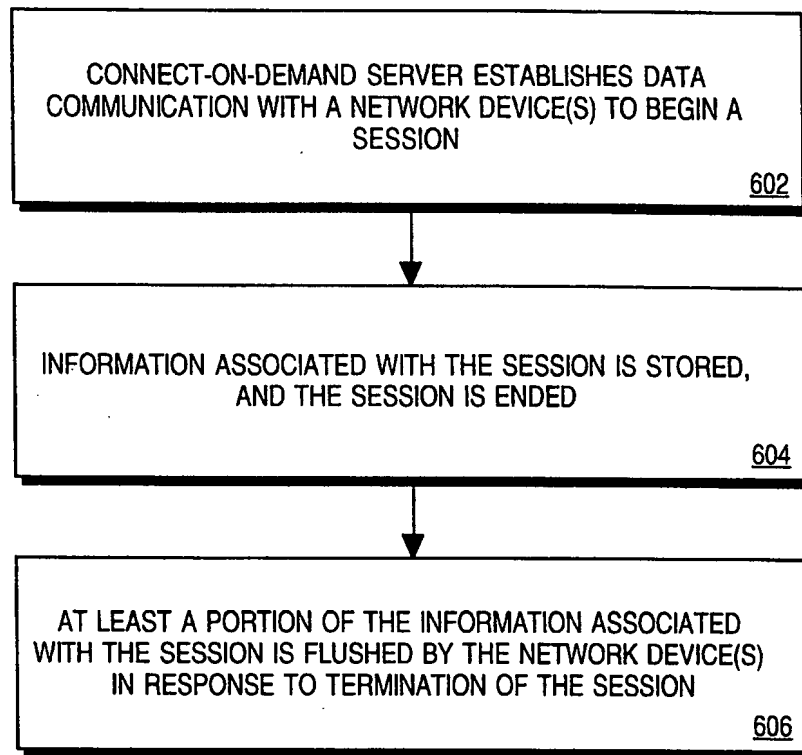 CONNECT-ON-DEMAND SERVER ESTABLISHES DATA
COMMUNICATION WITH A NETWORK DEVICE(S) TO BEGIN A
SESSION
602
INFORMATION ASSOCIATED WITH THE SESSION IS STORED,
AND THE SESSION IS ENDED
604
AT LEAST A PORTION OF THE INFORMATION ASSOCIATED
WITH THE SESSION IS FLUSHED BY THE NETWORK DEVICE(S)
IN RESPONSE TO TERMINATION OF THE SESSION
606